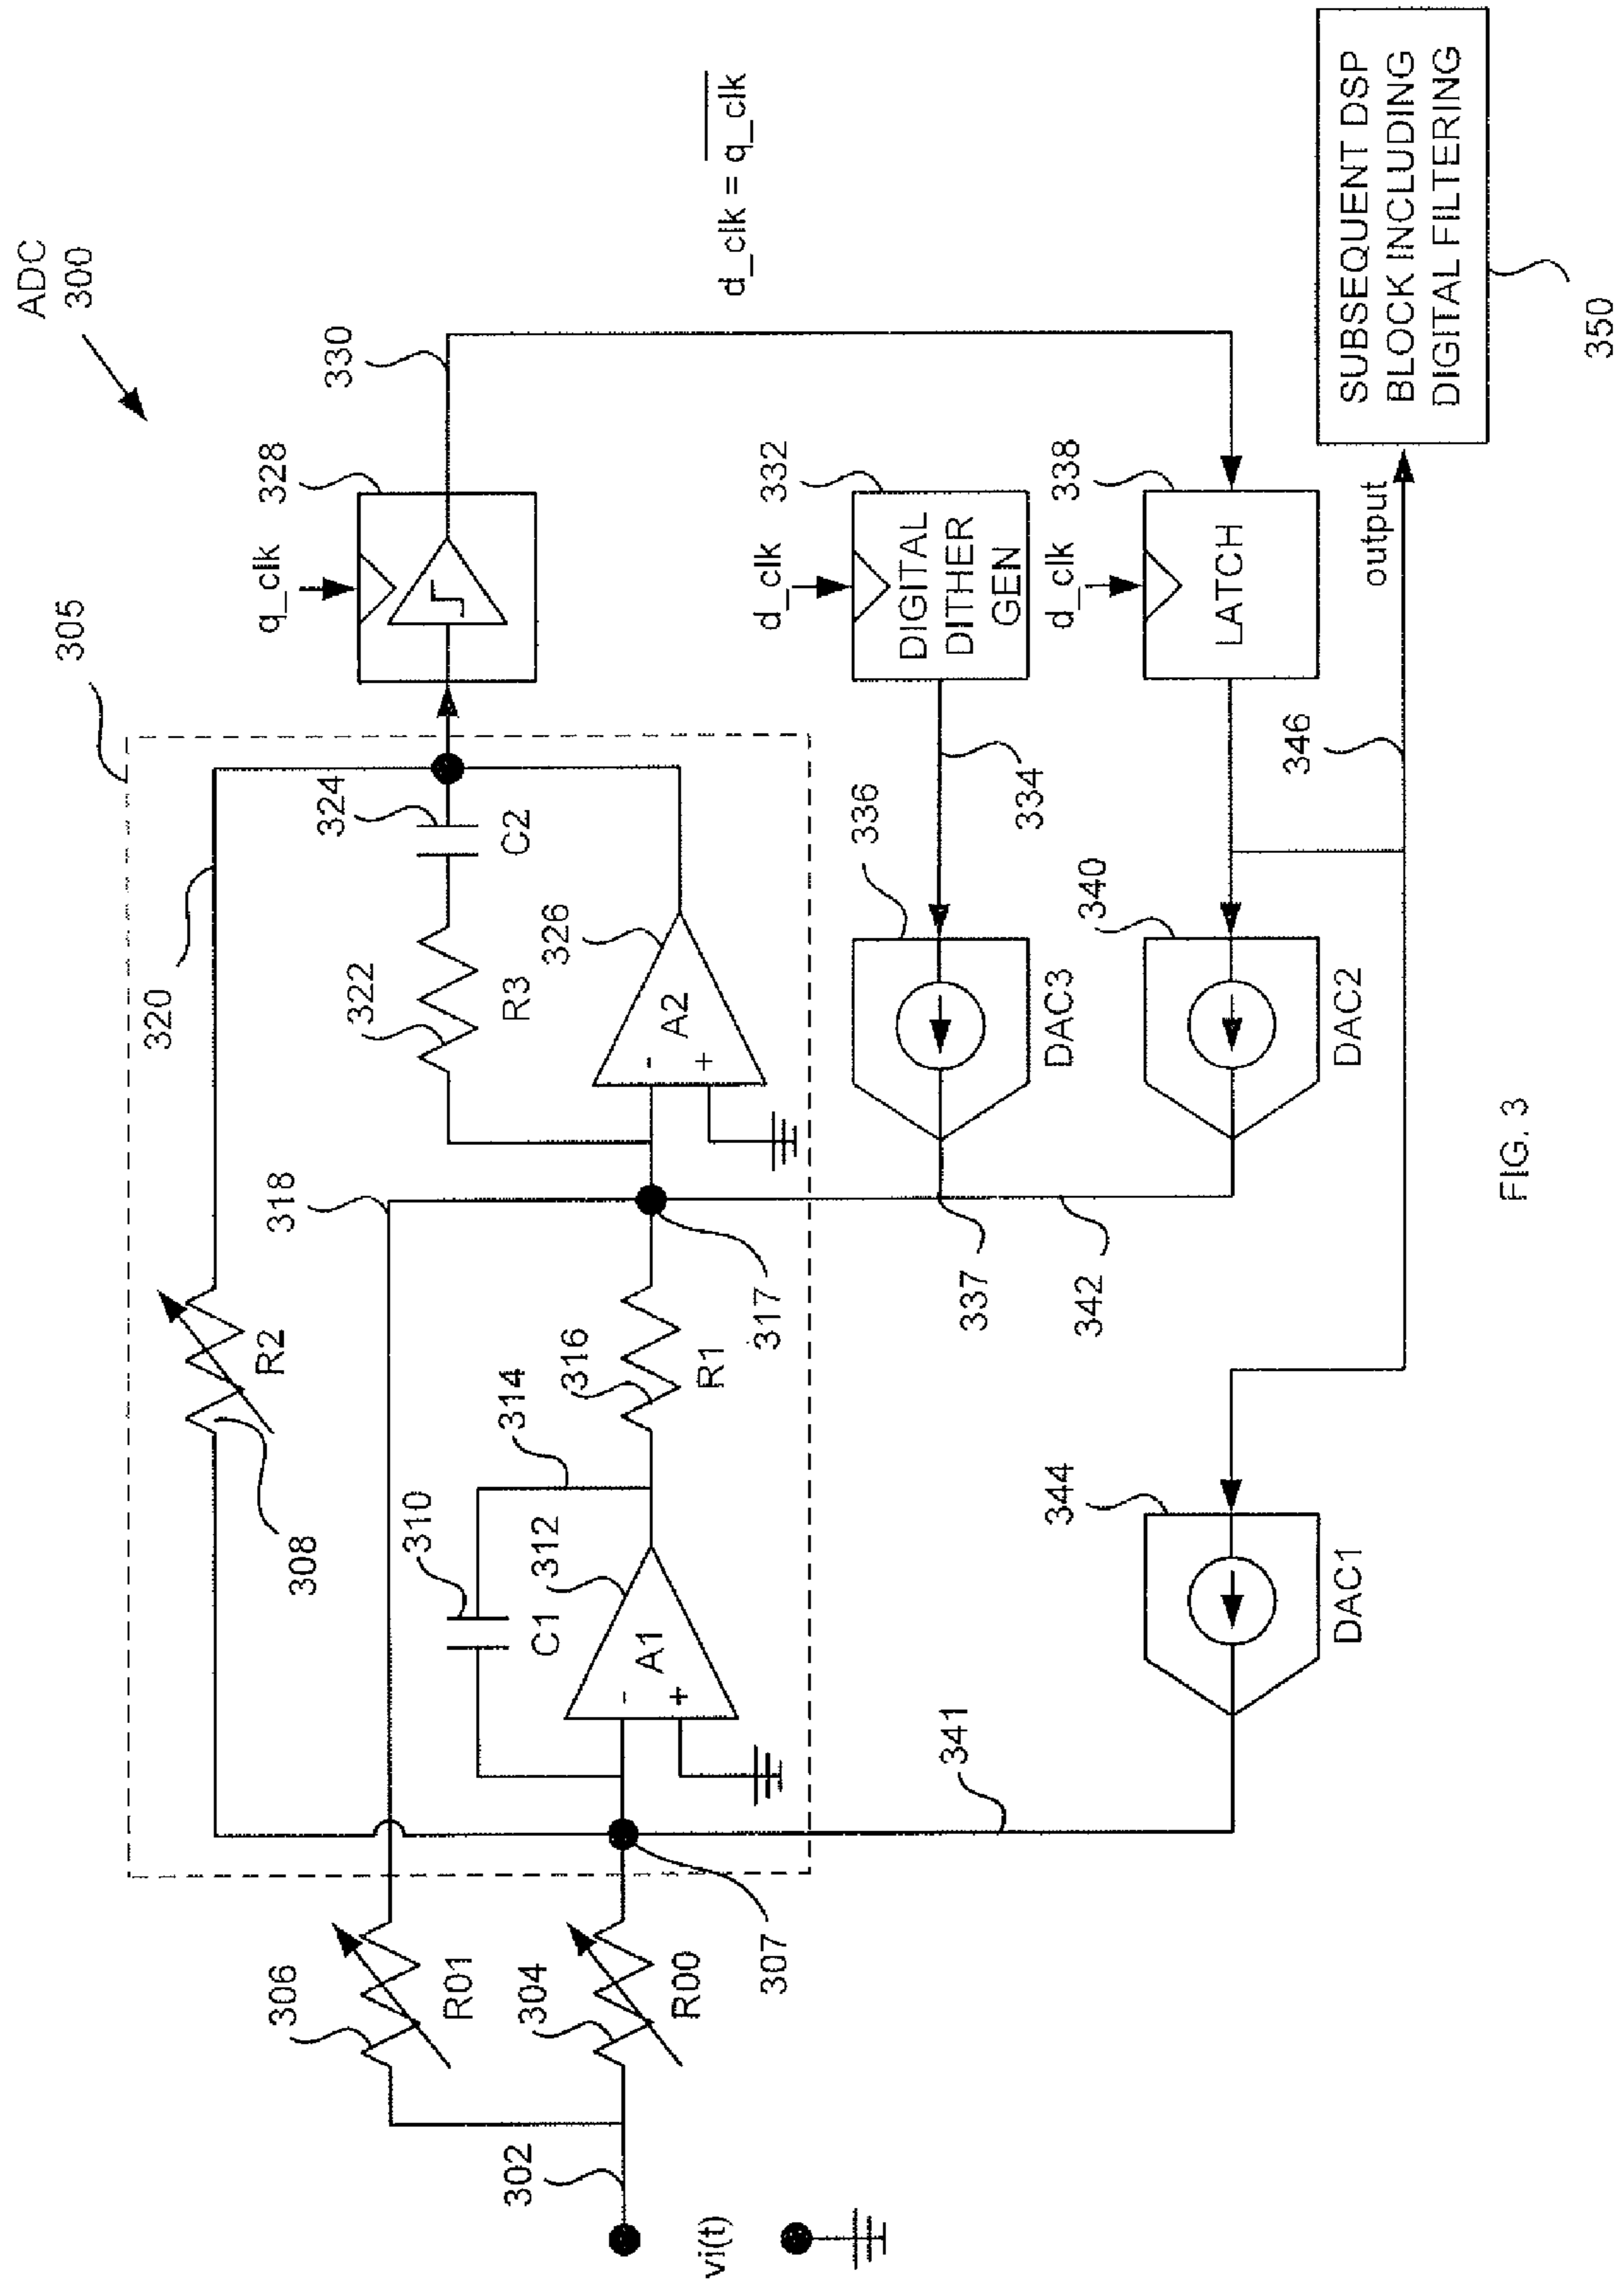 ADC
300
305
320
318
R2
308
324
C2
322
R3
326
A2
-
+
317
316
R1
314
310
C1
312
A1
-
+
306
R01
304
R00
307
302
vi(t)
q_clk
328
330
d_clk = q_clk
d_clk
332
DIGITAL
DITHER
GEN
334
336
DAC3
337
d_clk
338
LATCH
340
DAC2
342
346
output
344
DAC1
341
SUBSEQUENT DSP
BLOCK INCLUDING
DIGITAL FILTERING
350
FIG. 3